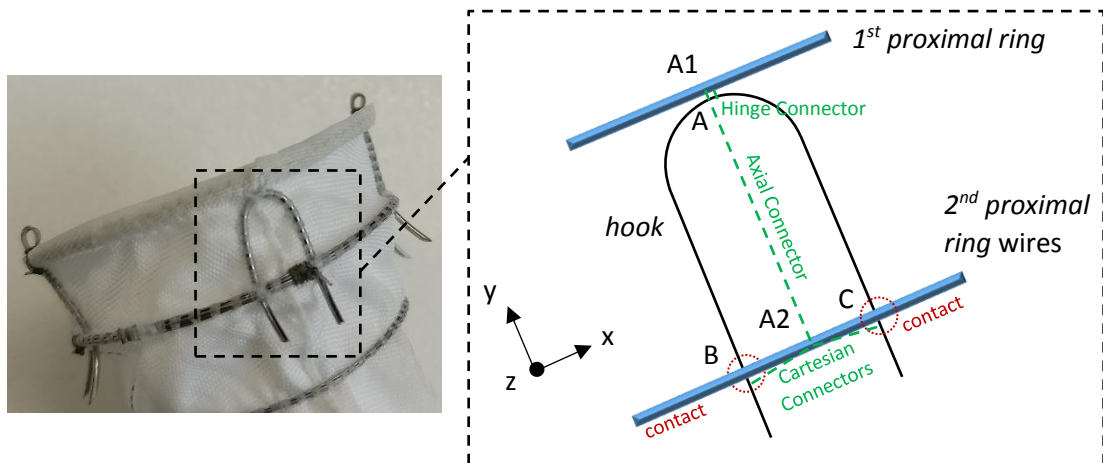 1st proximal ring
A1
Hinge Connector
A
Axial Connector
hook
2nd proximal
ring wires
y
x
z
A2
C
contact
B
Cartesian
Connectors
contact